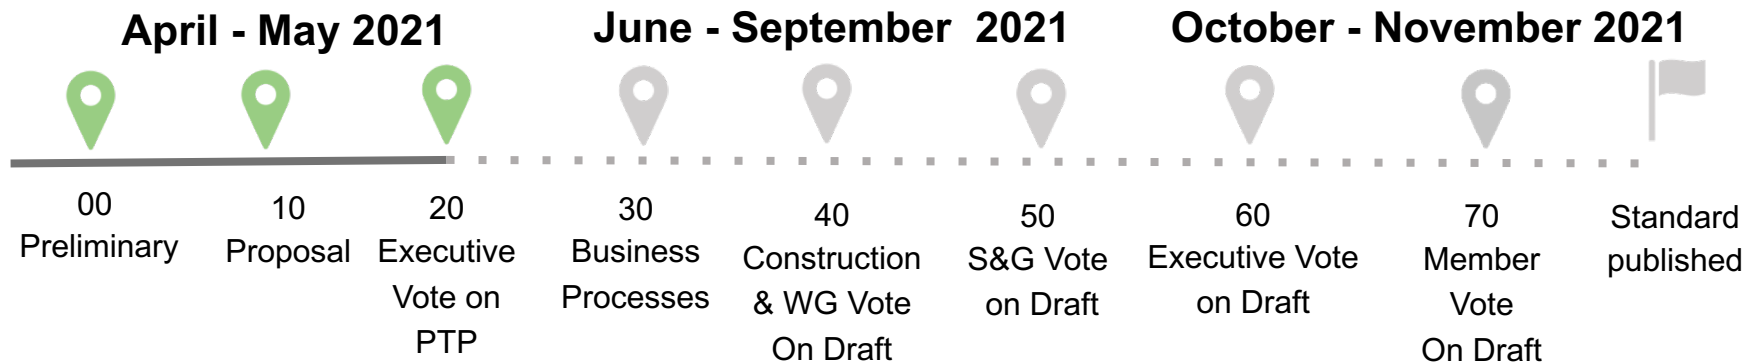 April - May 2021
June - September 2021
October - November 2021
00
Preliminary
10
Proposal
20
Executive
Vote on
PTP
30
Business
Processes
40
Construction
& WG Vote
On Draft
50
S&G Vote
on Draft
60
Executive Vote
on Draft
70
Member
Vote
On Draft
Standard
published